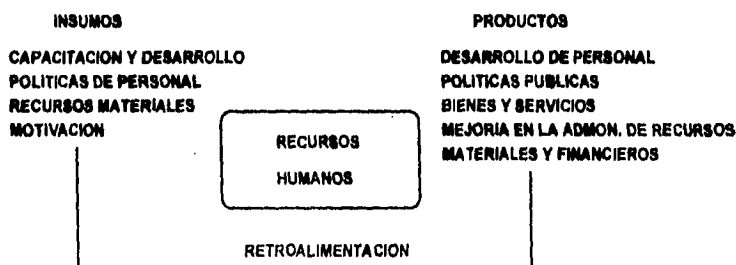 INSUMOS
CAPACITACION Y DESARROLLO
POLITICAS DE PERSONAL
RECURSOS MATERIALES
MOTIVACION
RECURSOS
HUMANOS
PRODUCTOS
DESARROLLO DE PERSONAL
POLITICAS PUBLICAS
BIENES Y SERVICIOS
MEJORIA EN LA ADMON. DE RECURSOS
MATERIALES Y FINANCIEROS
RETROALIMENTACION